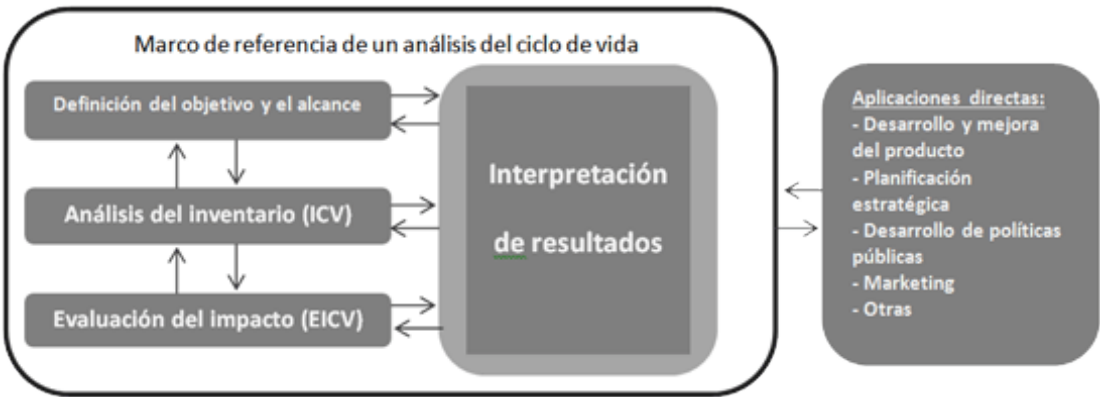 Marco de referencia de un análisis del ciclo de vida
Definición del objetivo y el alcance
Análisis del inventario (ICV)
Evaluación del impacto (EICV)
Interpretación
de resultados
Aplicaciones directas:
- Desarrollo y mejora
del producto
- Planificación
estratégica
- Desarrollo de políticas
públicas
- Marketing
- Otras